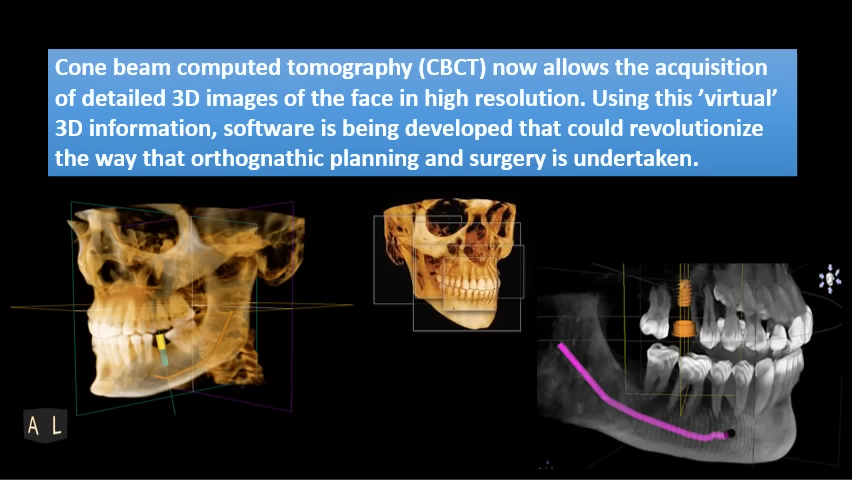 Cone beam computed tomography (CBCT) now allows the acquisition
of detailed 3D images of the face in high resolution. Using this ’virtual’
3D information, software is being developed that could revolutionize
the way that orthognathic planning and surgery is undertaken.
A L